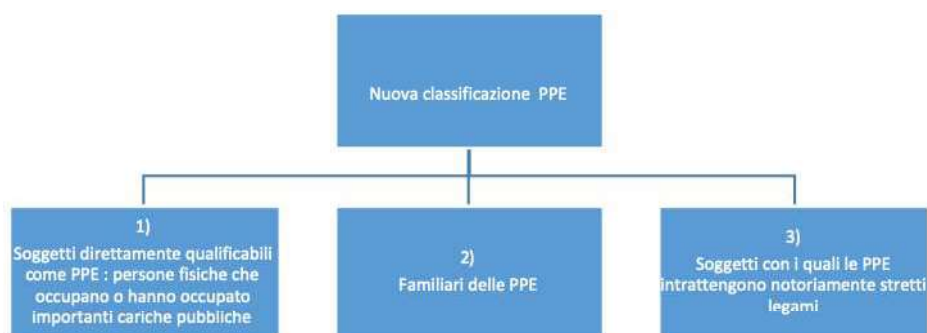 Nuova classificazione PPE
1)
Soggetti direttamente qualificabili
come PPE : persone fisiche che
occupano o hanno occupato
importanti cariche pubbliche
2)
Familiari delle PPE
3)
Soggetti con i quali le PPE
intrattengono notoriamente stretti
legami